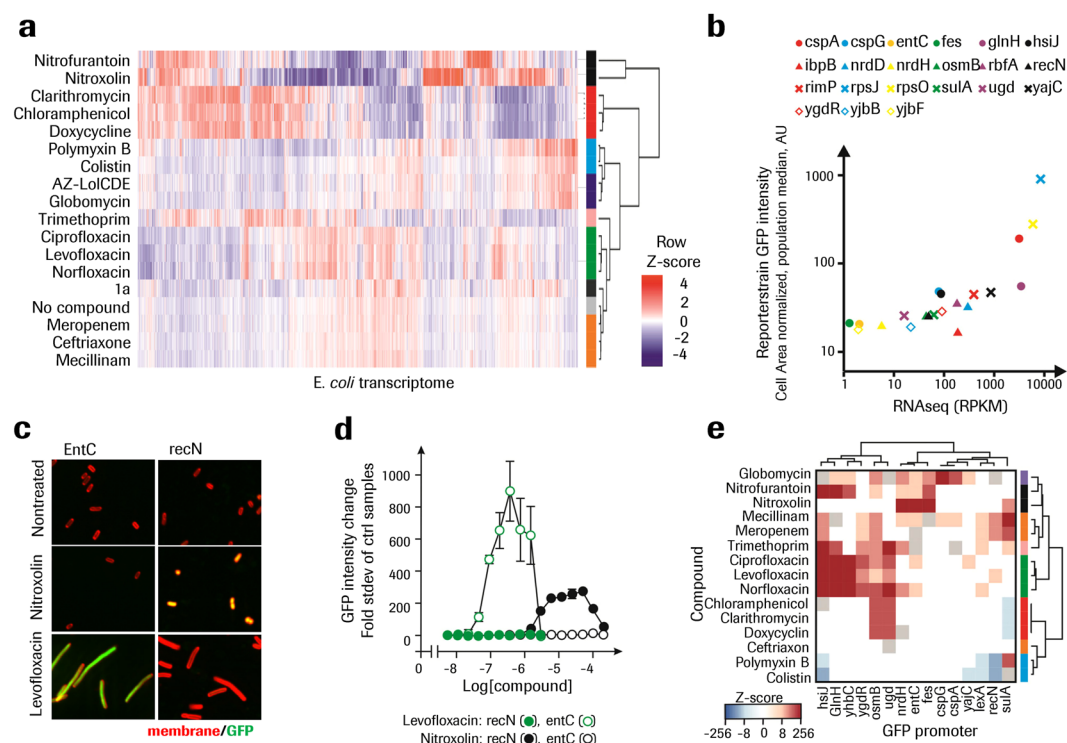 a
Nitrofurantoin
Nitroxolin
Clarithromycin
Chloramphenicol
Doxycycline
Polymyxin B
Colistin
AZ-LolCDE
Globomycin
Trimethoprim
Ciprofloxacin
Levofloxacin
Norfloxacin
1a
No compound
Meropenem
Ceftriaxone
Mecillinam
E. coli transcriptome
Row
Z-score
4
2
0
-2
-4
b
cspA cspG entC fes glnH hsiJ
ibpB nrdD nrdH osmB rbfA recN
rimP rpsJ rpsO sulA ugd yajC
ygdR yjbB yjbF
Reporterstrain GFP intensity
Cell Area normalized, population median, AU
1000
100
10
1 10 100 1000 10000
RNAseq (RPKM)
c
EntC recN
Nontreated
Nitroxolin
Levofloxacin
membrane/GFP
d
GFP intensity change
Fold stdev of ctrl samples
1000
800
600
400
200
0
0 -8 -7 -6 -5 -4
Log[compound]
Levofloxacin: recN (), entC ()
Nitroxolin: recN (), entC ()
e
Compound
Globomycin
Nitrofurantoin
Nitroxolin
Mecillinam
Meropenem
Trimethoprim
Ciprofloxacin
Levofloxacin
Norfloxacin
Chloramphenicol
Clarithromycin
Doxycyclin
Ceftriaxon
Polymyxin B
Colistin
hsiJ
GlnH
yhbC
ygdR
osmB
ugd
nrdH
entC
fes
cspG
cspA
yajC
lexA
recN
sulA
Z-score
-256 -8 8 256
GFP promoter